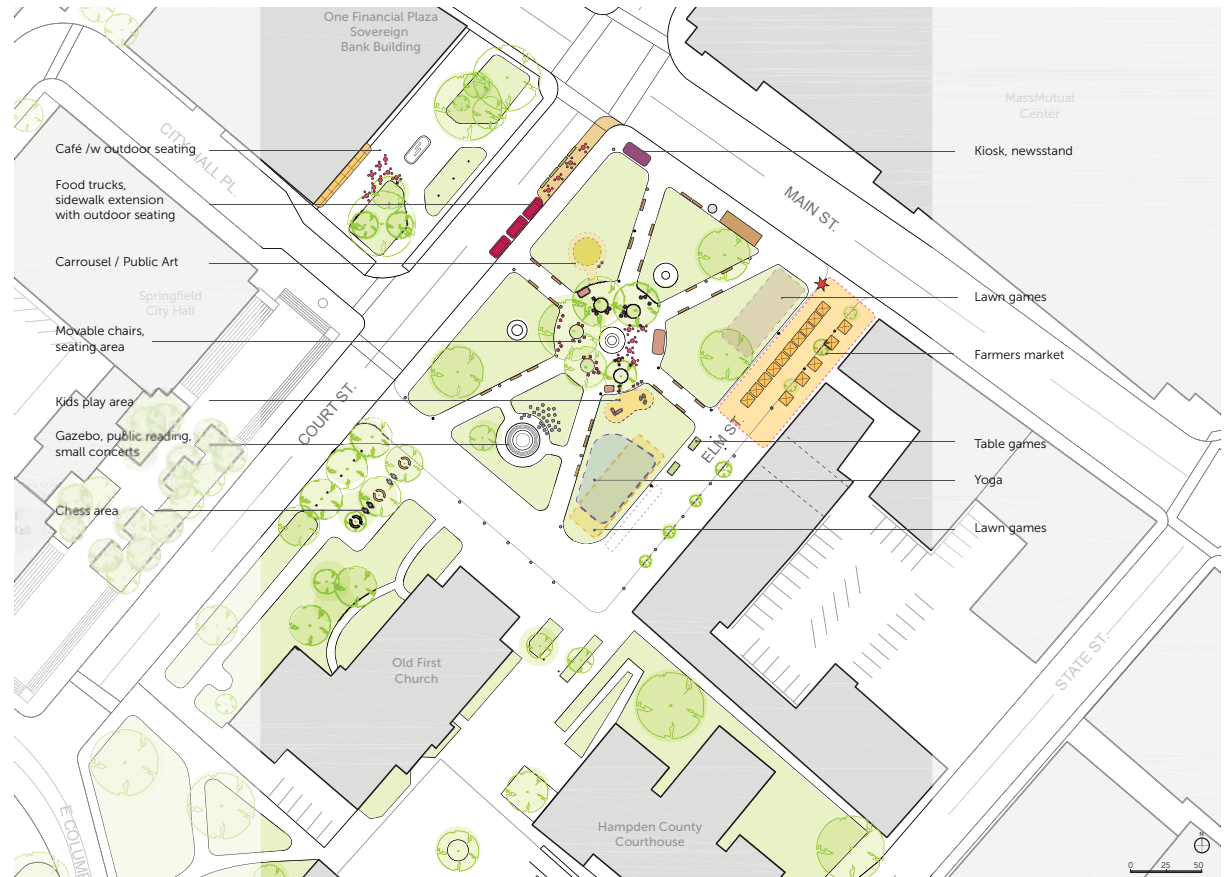 One Financial Plaza
Sovereign
Bank Building
MassMutual
Center
CITY HALL PL.
Café /w outdoor seating
Kiosk, newsstand
Food trucks,
sidewalk extension
with outdoor seating
MAIN ST.
Carrousel / Public Art
Springfield
City Hall
Lawn games
Movable chairs,
seating area
Farmers market
Kids play area
COURT ST.
Gazebo, public reading,
small concerts
ELM ST.
Table games
Yoga
Chess area
Lawn games
Old First
Church
STATE ST.
Hampden County
Courthouse
N
0 25 50